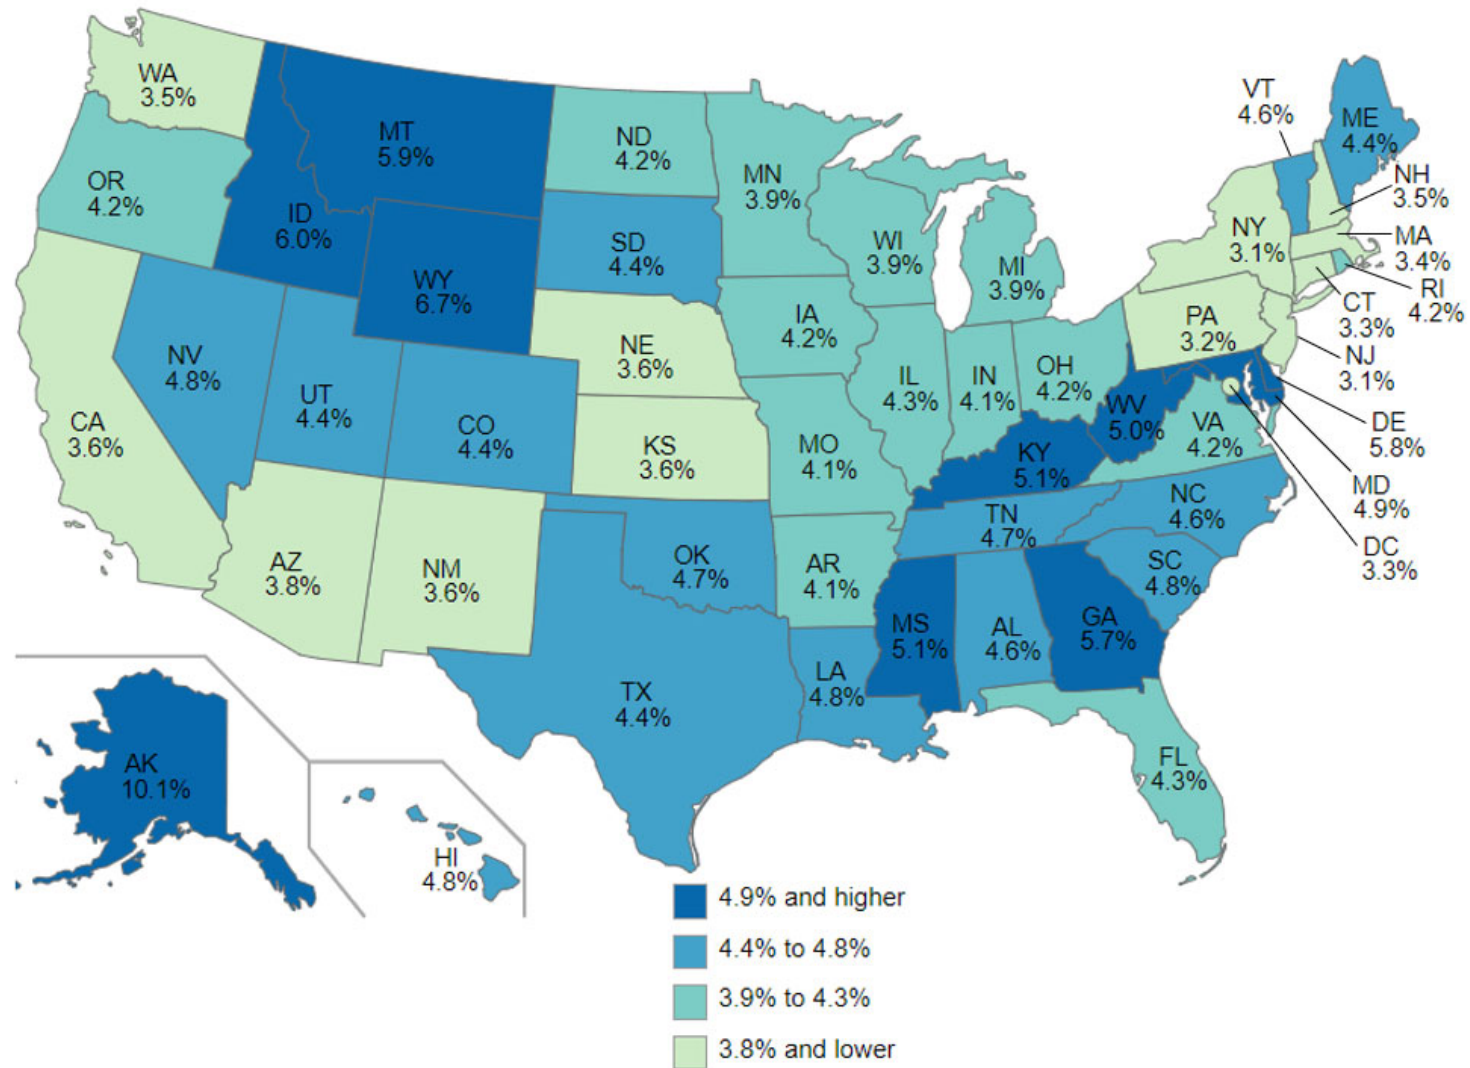 WA
3.5%
MT
5.9%
ND
4.2%
MN
3.9%
VT
4.6%
ME
4.4%
OR
4.2%
ID
6.0%
WY
6.7%
SD
4.4%
WI
3.9%
MI
3.9%
NY
3.1%
NH
3.5%
MA
3.4%
RI
4.2%
CT
3.3%
NJ
3.1%
PA
3.2%
NV
4.8%
UT
4.4%
CO
4.4%
NE
3.6%
IA
4.2%
IL
4.3%
IN
4.1%
OH
4.2%
WV
5.0%
VA
4.2%
DE
5.8%
MD
4.9%
DC
3.3%
CA
3.6%
KS
3.6%
MO
4.1%
KY
5.1%
NC
4.6%
TN
4.7%
SC
4.8%
AZ
3.8%
NM
3.6%
OK
4.7%
AR
4.1%
MS
5.1%
AL
4.6%
GA
5.7%
TX
4.4%
LA
4.8%
FL
4.3%
AK
10.1%
HI
4.8%
4.9% and higher
4.4% to 4.8%
3.9% to 4.3%
3.8% and lower